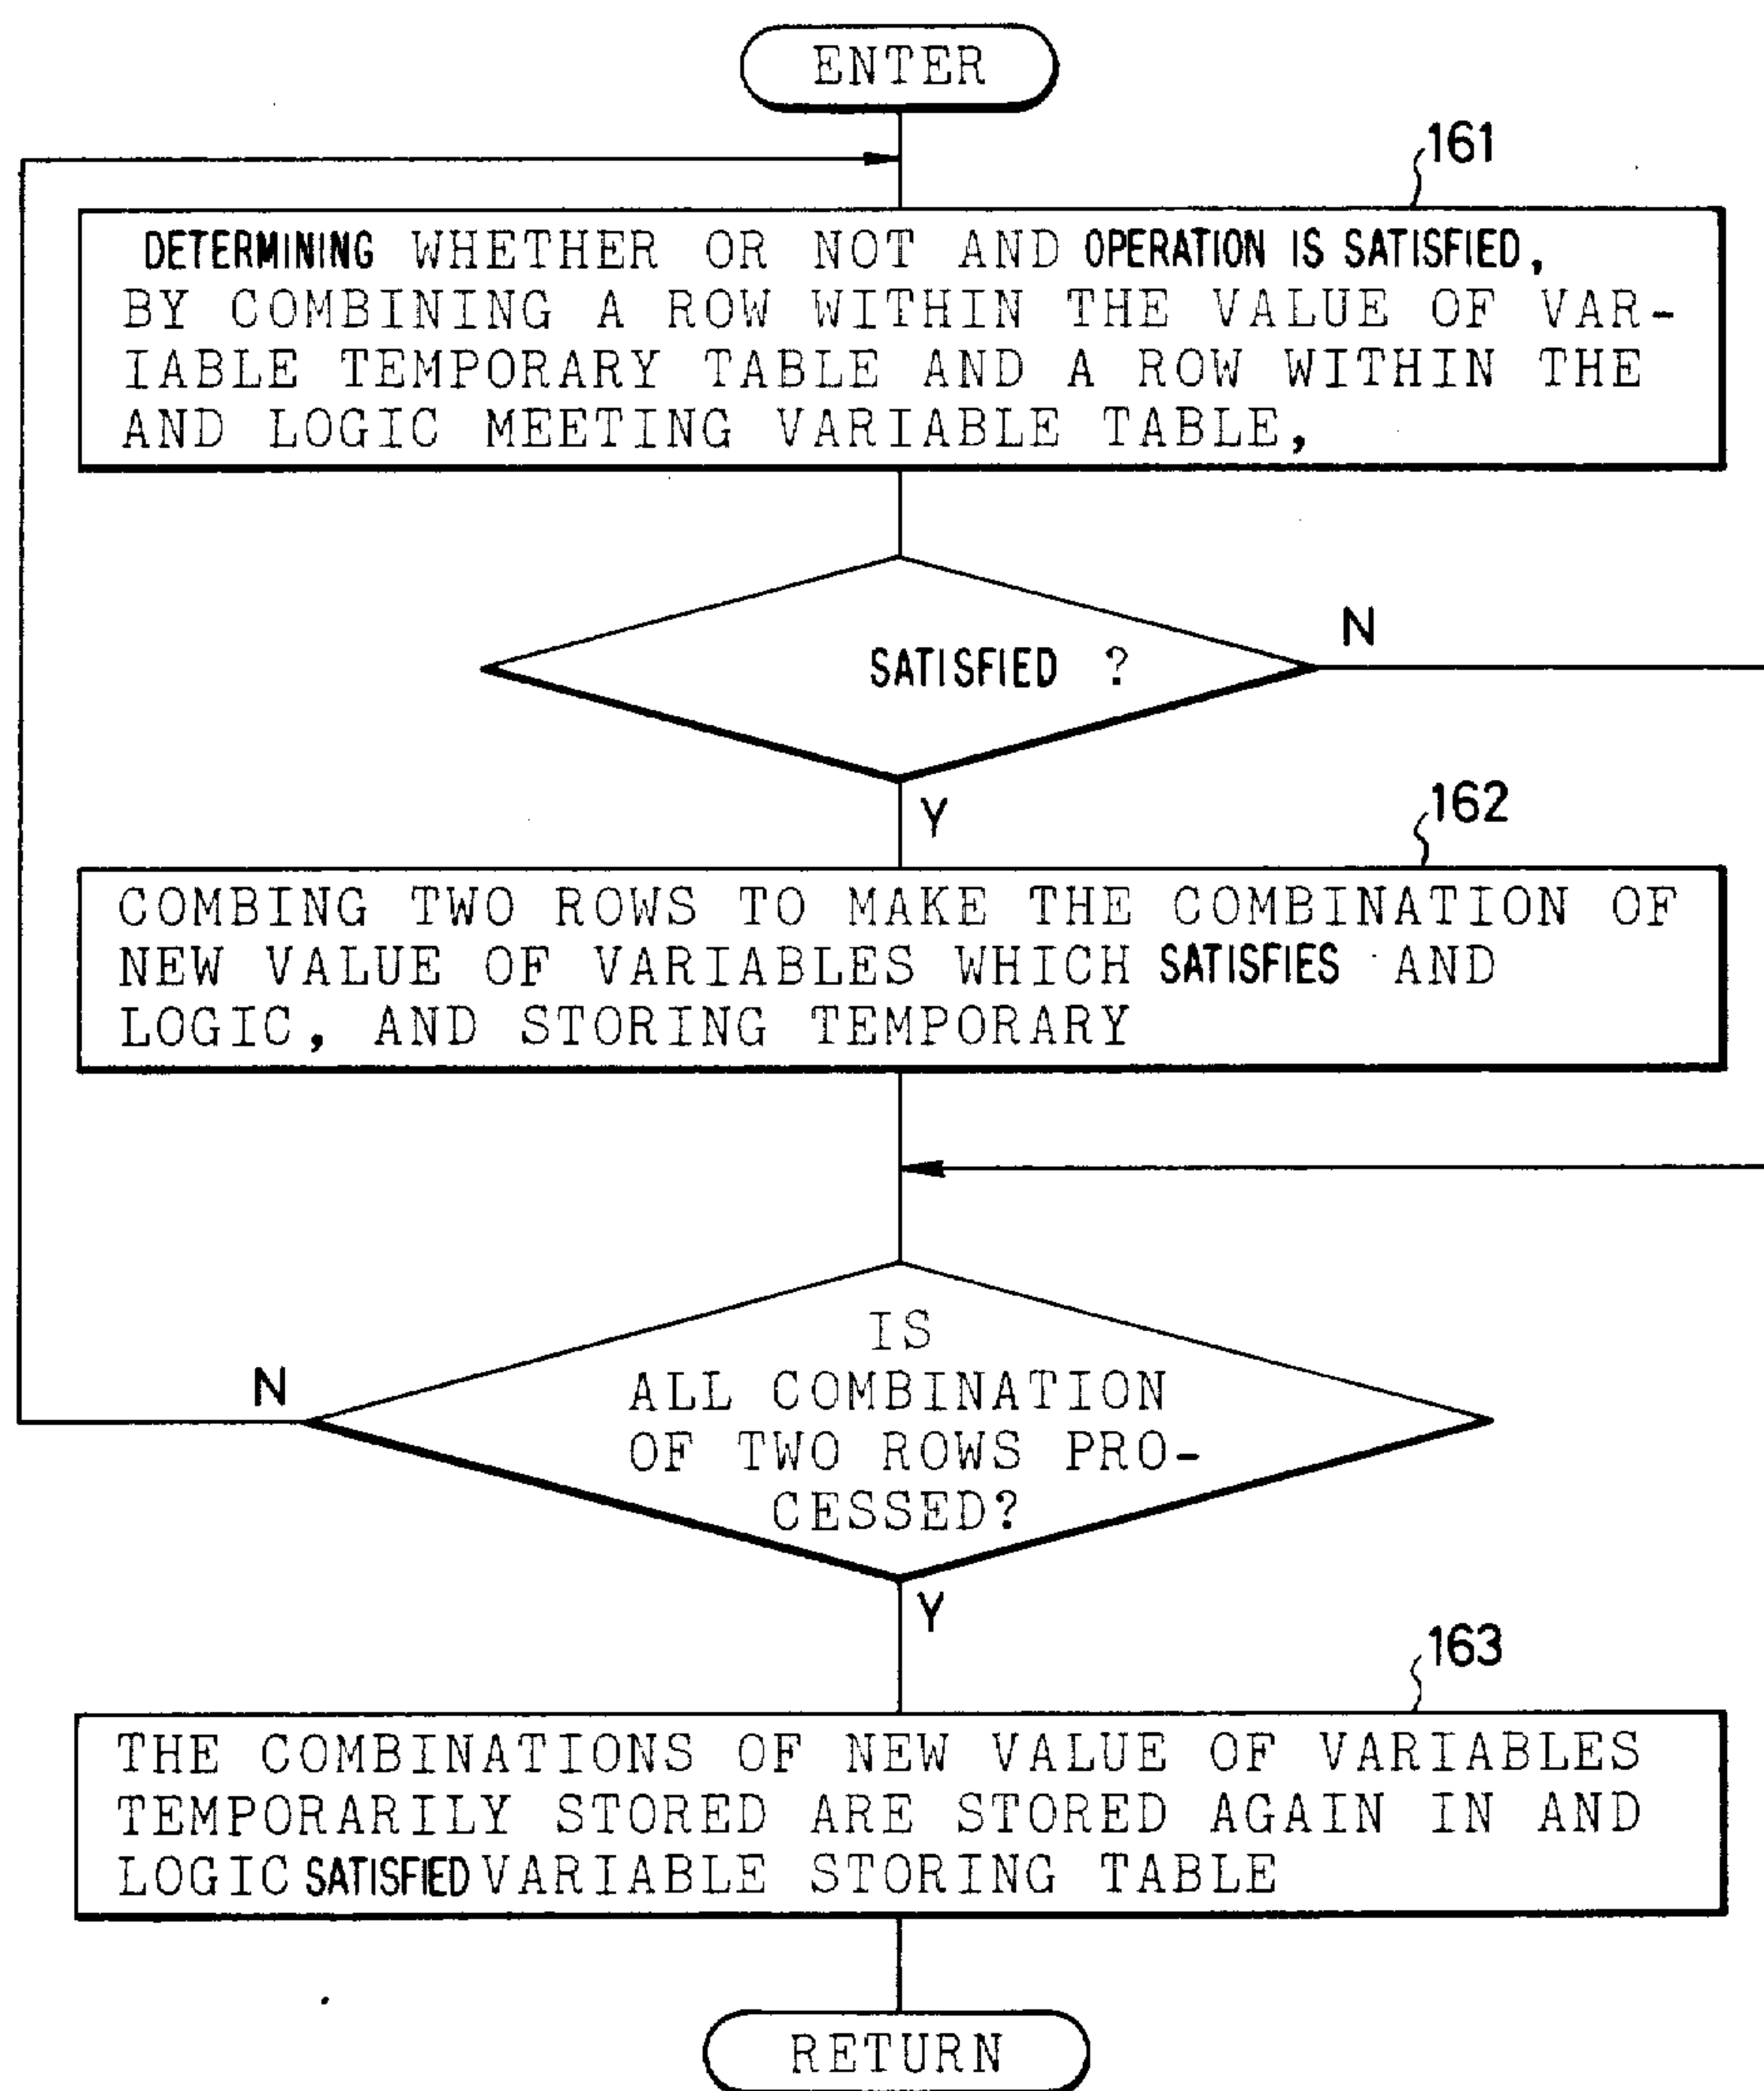 ENTER
161
DETERMINING WHETHER OR NOT AND OPERATION IS SATISFIED,
BY COMBINING A ROW WITHIN THE VALUE OF VAR-
IABLE TEMPORARY TABLE AND A ROW WITHIN THE
AND LOGIC MEETING VARIABLE TABLE,
N
SATISFIED ?
Y
162
COMBING TWO ROWS TO MAKE THE COMBINATION OF
NEW VALUE OF VARIABLES WHICH SATISFIES AND
LOGIC, AND STORING TEMPORARY
IS
N
ALL COMBINATION
OF TWO ROWS PRO-
CESSED?
Y
163
THE COMBINATIONS OF NEW VALUE OF VARIABLES
TEMPORARILY STORED ARE STORED AGAIN IN AND
LOGIC SATISFIED VARIABLE STORING TABLE
RETURN